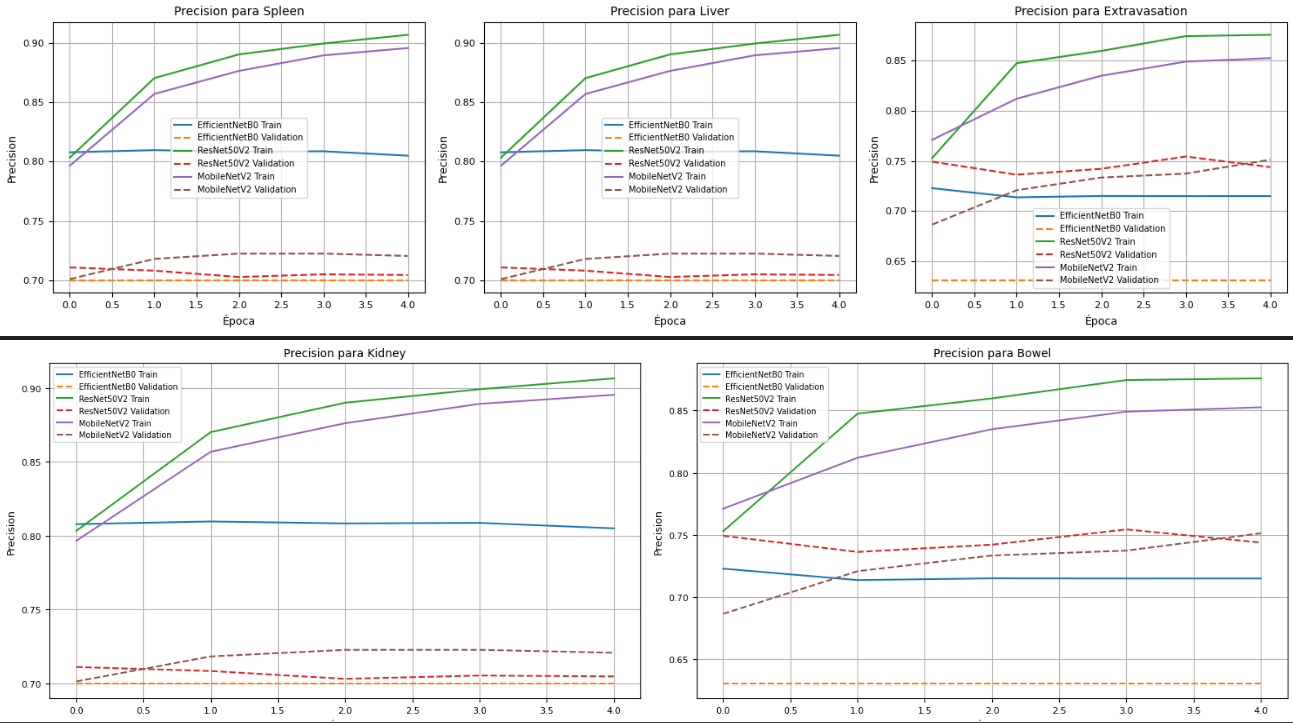 Precision para Spleen
Precision
0.90
0.85
0.80
0.75
0.70
EfficientNetB0 Train
EfficientNetB0 Validation
ResNet50V2 Train
ResNet50V2 Validation
MobileNetV2 Train
MobileNetV2 Validation
0.0 0.5 1.0 1.5 2.0 2.5 3.0 3.5 4.0
Época
Precision para Liver
Precision
0.90
0.85
0.80
0.75
0.70
EfficientNetB0 Train
EfficientNetB0 Validation
ResNet50V2 Train
ResNet50V2 Validation
MobileNetV2 Train
MobileNetV2 Validation
0.0 0.5 1.0 1.5 2.0 2.5 3.0 3.5 4.0
Época
Precision para Extravasation
Precision
0.85
0.80
0.75
0.70
0.65
EfficientNetB0 Train
EfficientNetB0 Validation
ResNet50V2 Train
ResNet50V2 Validation
MobileNetV2 Train
MobileNetV2 Validation
0.0 0.5 1.0 1.5 2.0 2.5 3.0 3.5 4.0
Época
Precision para Kidney
Precision
0.90
0.85
0.80
0.75
0.70
EfficientNetB0 Train
EfficientNetB0 Validation
ResNet50V2 Train
ResNet50V2 Validation
MobileNetV2 Train
MobileNetV2 Validation
0.0 0.5 1.0 1.5 2.0 2.5 3.0 3.5 4.0
Precision para Bowel
Precision
0.85
0.80
0.75
0.70
0.65
EfficientNetB0 Train
EfficientNetB0 Validation
ResNet50V2 Train
ResNet50V2 Validation
MobileNetV2 Train
MobileNetV2 Validation
0.0 0.5 1.0 1.5 2.0 2.5 3.0 3.5 4.0